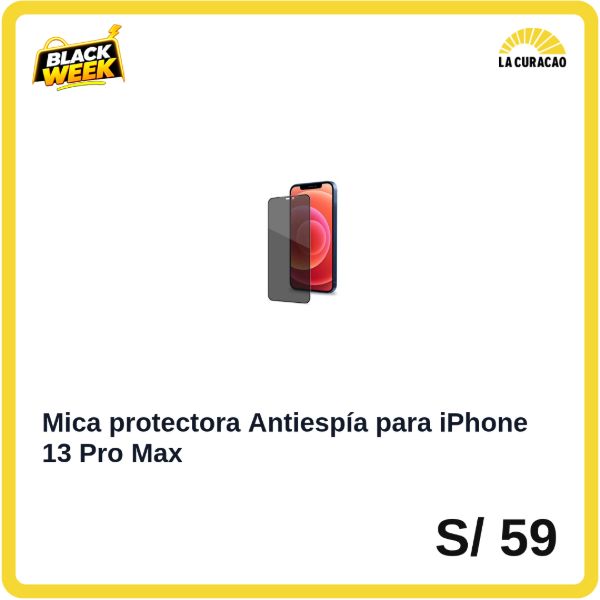 BLACK
WEEK
LA CURACAO
Mica protectora Antiespía para iPhone
13 Pro Max
S/ 59